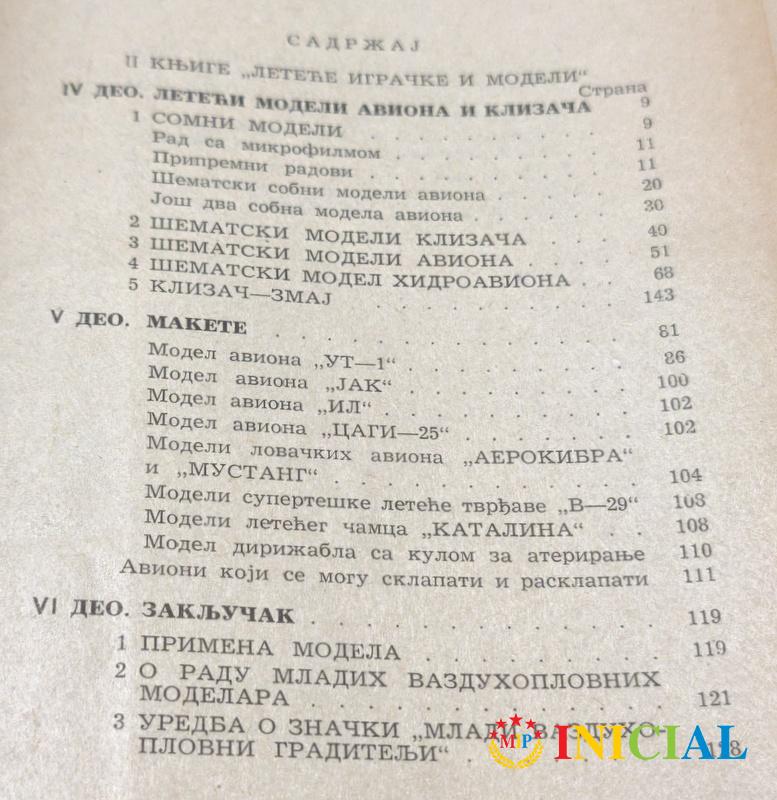 САДРЖАЈ
II КЊИГЕ „ЛЕТЕЋЕ ИГРАЧКЕ И МОДЕЛИ“
Страна
IV ДЕО. ЛЕТЕЋИ МОДЕЛИ АВИОНА И КЛИЗАЧА 9
1 СОМНИ МОДЕЛИ . . . . . . . . . 9
Рад са микрофилмом . . . . . . . . 11
Припремни радови . . . . . . . . 11
Шематски собни модели авиона . . . . . 20
Још два собна модела авиона . . . . . . 30
2 ШЕМАТСКИ МОДЕЛИ КЛИЗАЧА . . . . 40
3 ШЕМАТСКИ МОДЕЛИ АВИОНА . . . . 51
4 ШЕМАТСКИ МОДЕЛ ХИДРОАВИОНА . . 68
5 КЛИЗАЧ—ЗМАЈ . . . . . . . . 143
V ДЕО. МАКЕТЕ . . . . . . . . . . 81
Модел авиона „УТ—1“ . . . . . . . . 86
Модел авиона „ЈАК“ . . . . . . . . 100
Модел авиона „ИЛ“ . . . . . . . . 102
Модел авиона „ЦАГИ—25“ . . . . . . 102
Модели ловачких авиона „АЕРОКИБРА“
и „МУСТАНГ“ . . . . . . . . . . 104
Модели супертешке летеће тврђаве „В—29“ 108
Модели летећег чамца „КАТАЛИНА“ . . . 108
Модел дирижабла са кулом за атерирање 110
Авиони који се могу склапати и расклапати 111
VI ДЕО. ЗАКЉУЧАК . . . . . . . . . . 119
1 ПРИМЕНА МОДЕЛА . . . . . . . . 119
2 О РАДУ МЛАДИХ ВАЗДУХОПЛОВНИХ
МОДЕЛАРА . . . . . . . . . . . 121
3 УРЕДБА О ЗНАЧКИ „МЛАДИ ВАЗДУХО-
ПЛОВНИ ГРАДИТЕЉИ“ .
MP INICIAL